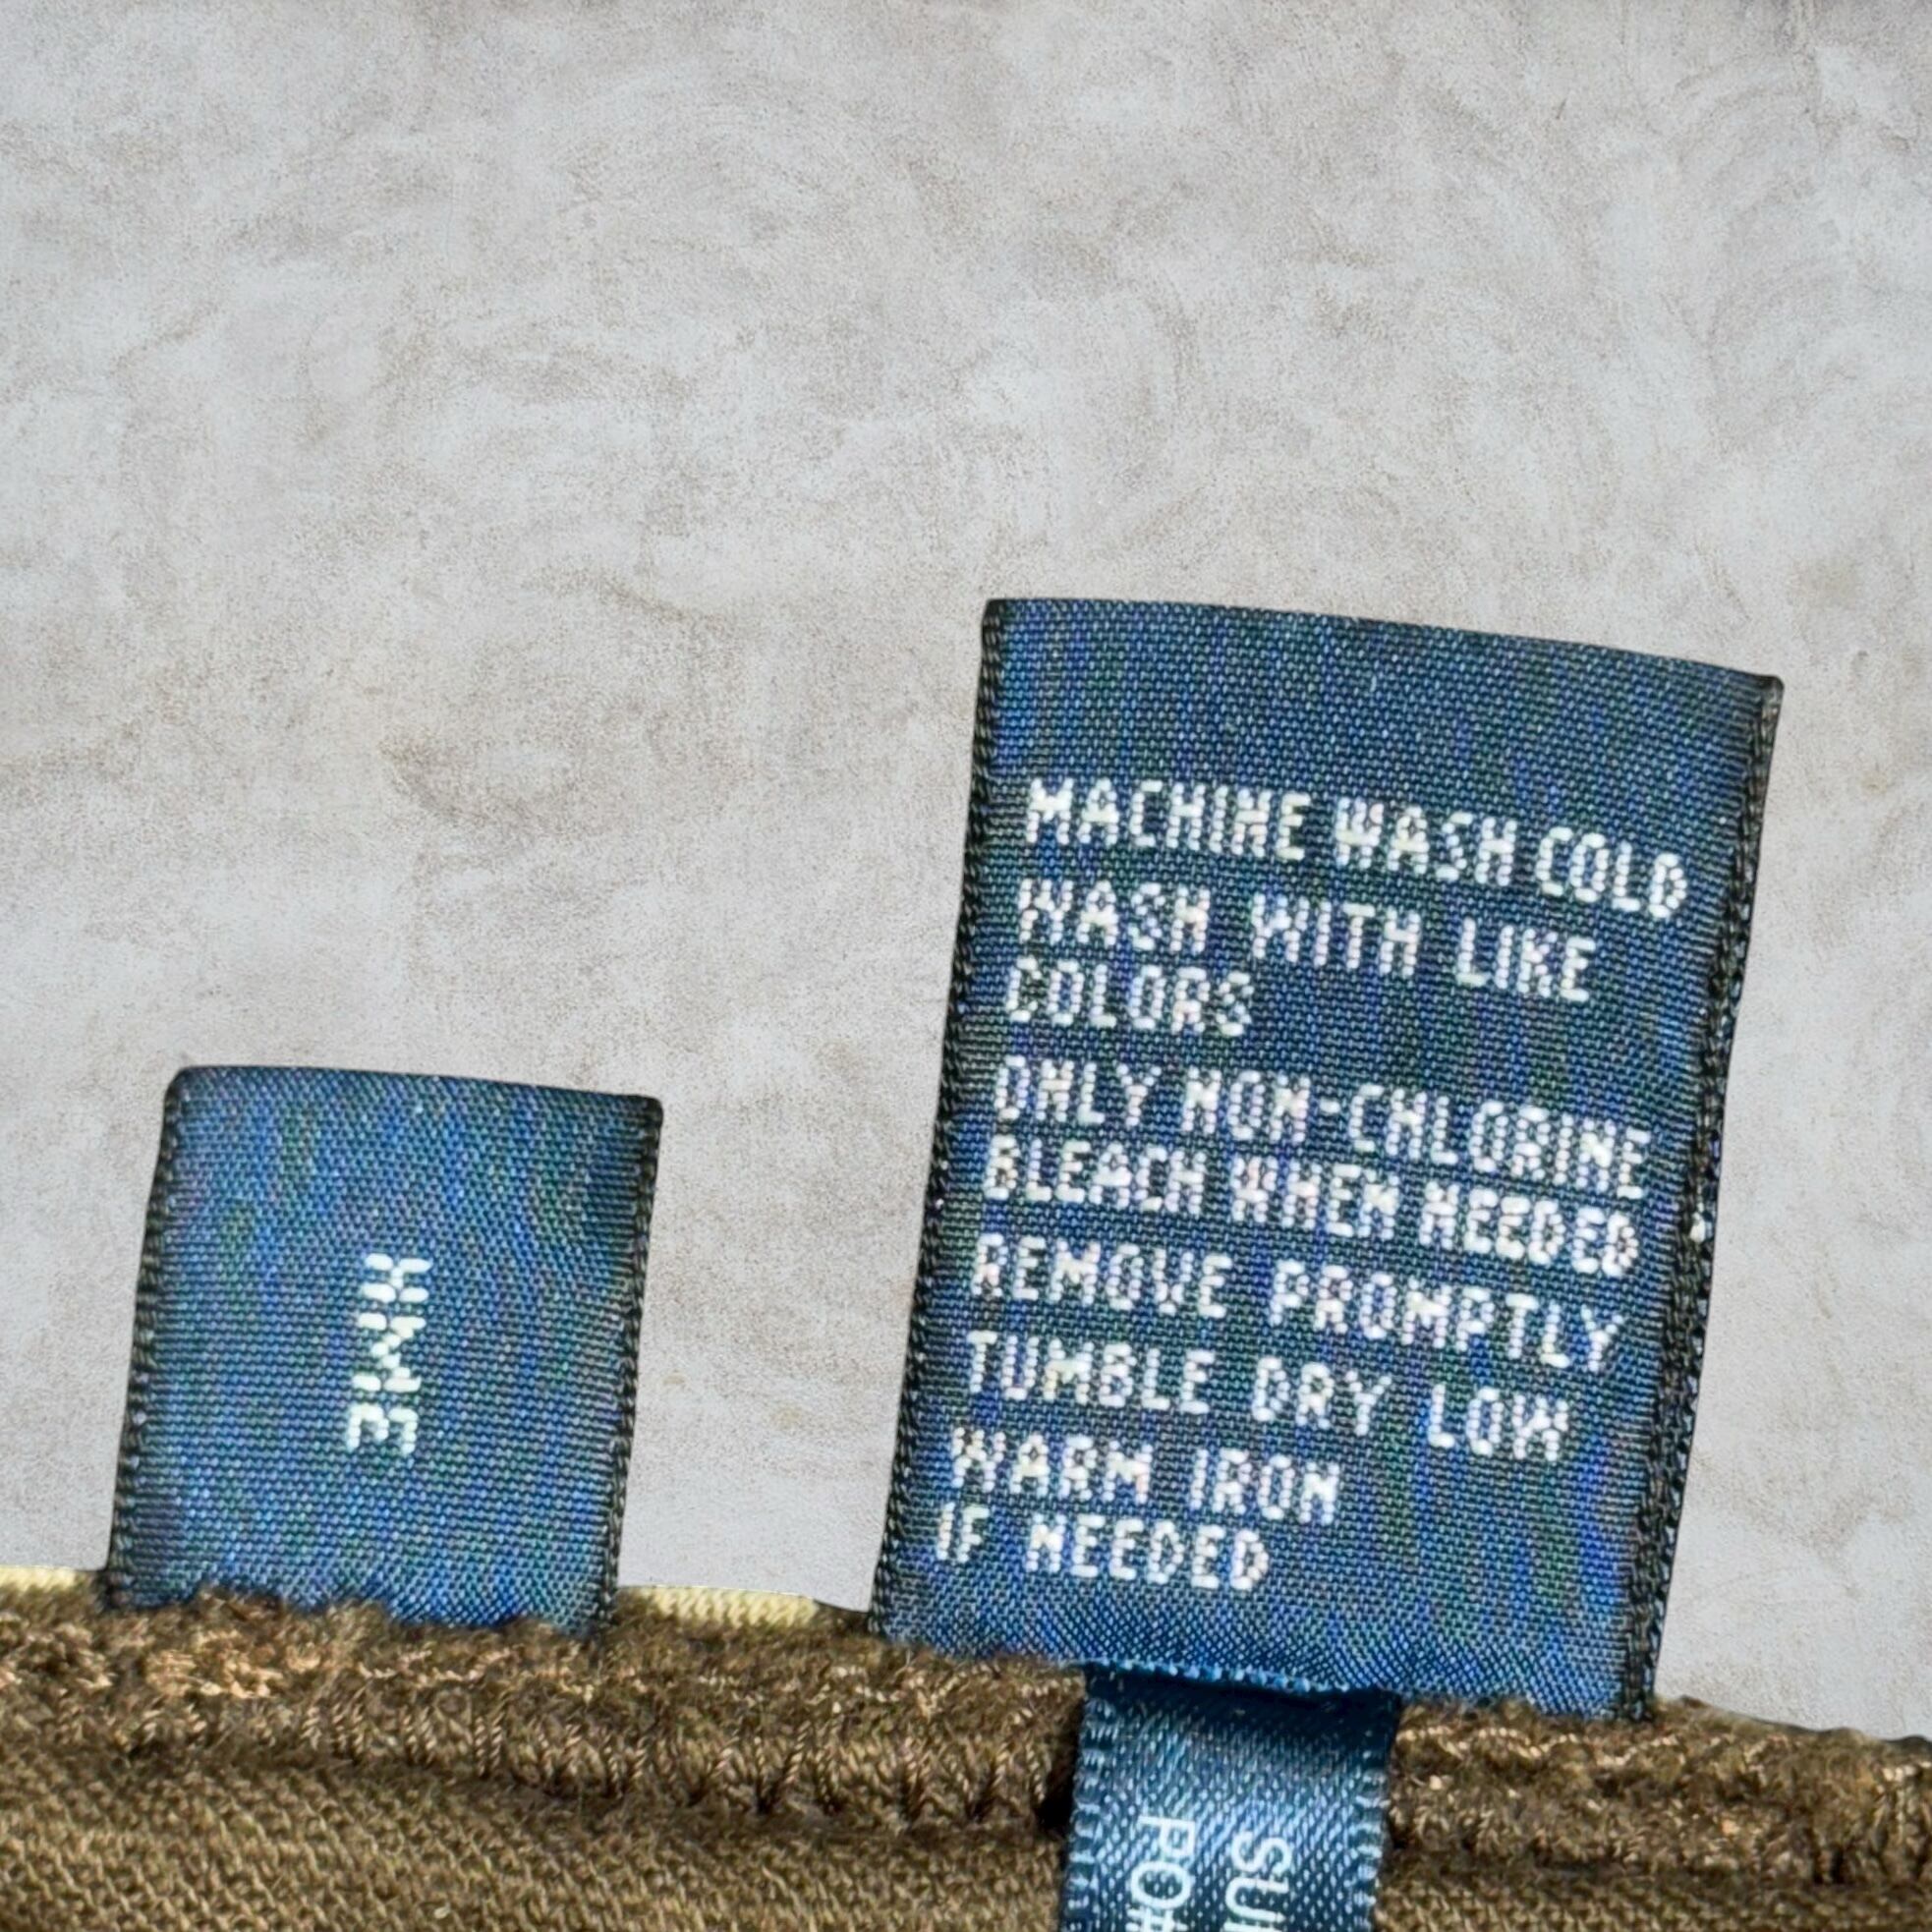 MACHINE WASH COLD
WASH WITH LIKE
COLORS
ONLY NON-CHLORINE
BLEACH WHEN NEEDED
REMOVE PROMPTLY
TUMBLE DRY LOW
WARM IRON
IF NEEDED